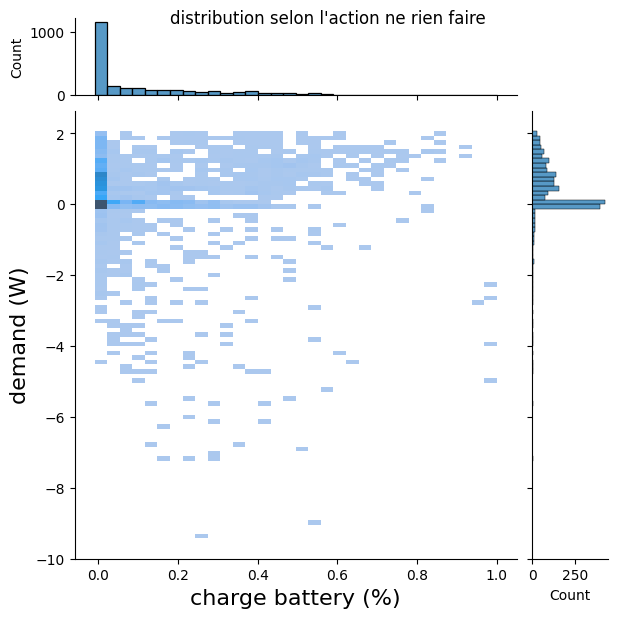 distribution selon l'action ne rien faire
Count
1000
0
2
0
−2
−4
−6
−8
−10
demand (W)
0.0 0.2 0.4 0.6 0.8 1.0
charge battery (%)
0 250
Count